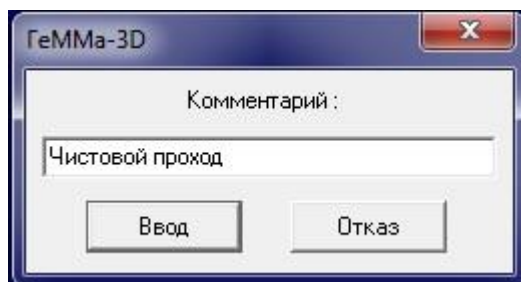 ГеММа-3D
Комментарий :
Чистовой проход
Ввод
Отказ